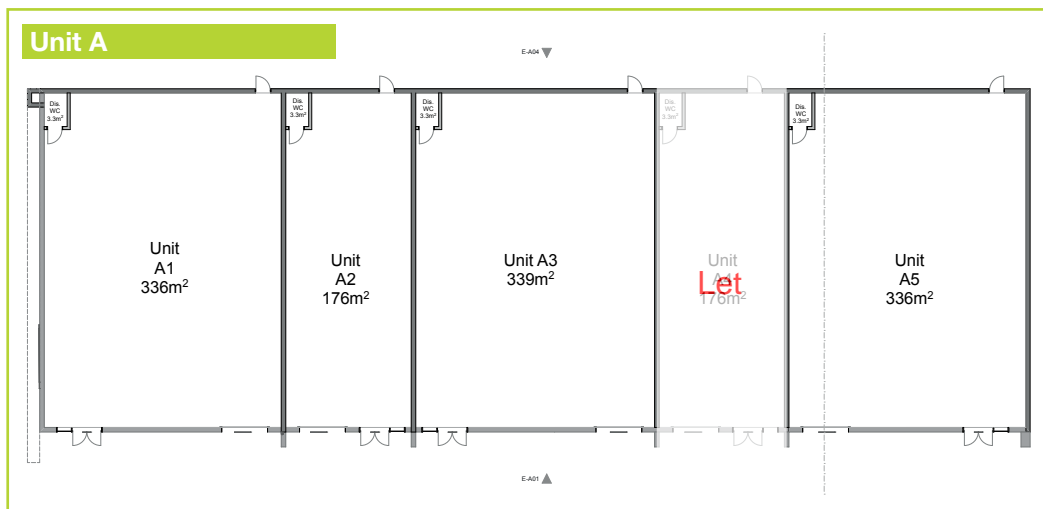 Unit A
E-A04
Dis.
WC
3.3m²
Dis.
WC
3.3m²
Dis.
WC
3.3m²
Dis.
WC
3.3m²
Dis.
WC
3.3m²
Unit
A1
336m²
Unit
A2
176m²
Unit A3
339m²
Unit
A4
176m²
Let
Unit
A5
336m²
E-A01